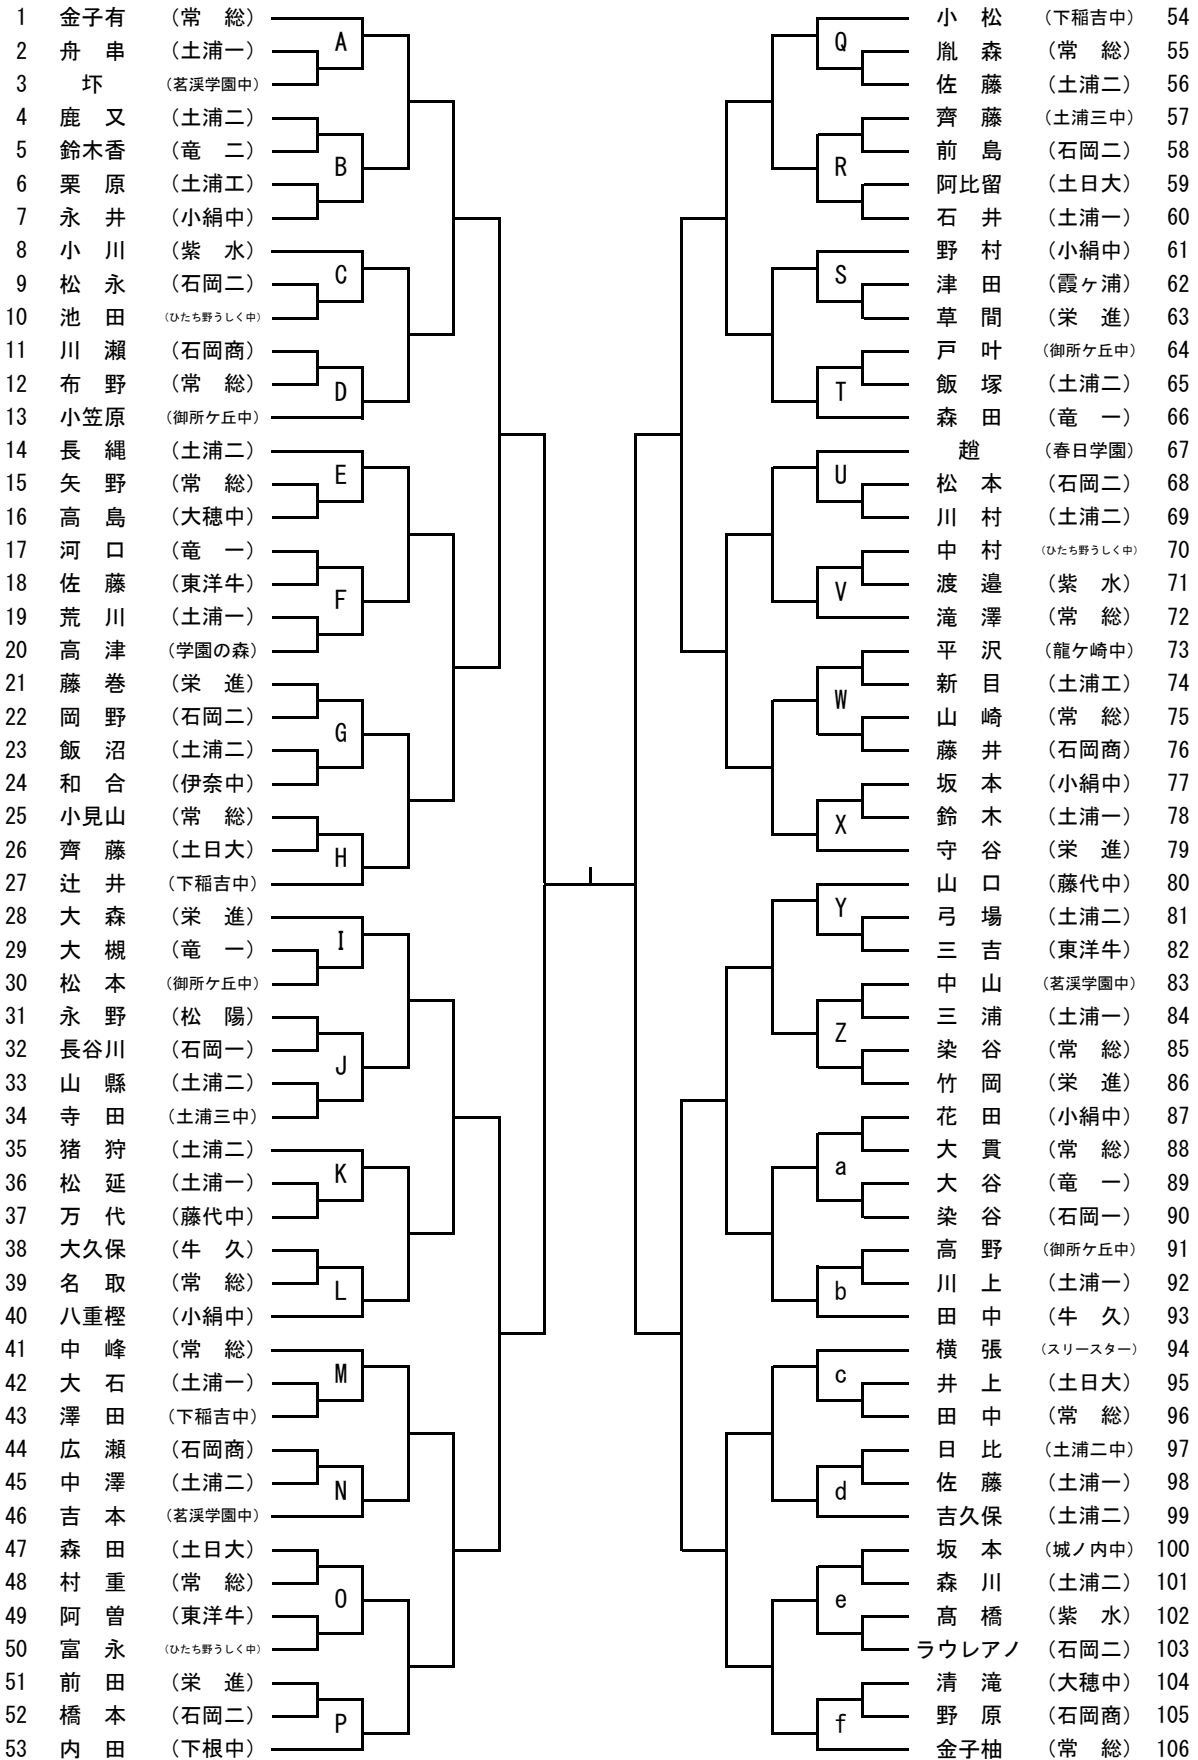 1 金子有 （常　総）
A
2 舟　串 （土浦一）
3 坏 （茗渓学園中）
4 鹿　又 （土浦二）
5 鈴木香 （竜　二）
B
6 栗　原 （土浦工）
7 永　井 （小絹中）
8 小　川 （紫　水）
C
9 松　永 （石岡二）
10 池　田 （ひたち野うしく中）
11 川　瀨 （石岡商）
12 布　野 （常　総）
D
13 小笠原 （御所ケ丘中）
14 長　縄 （土浦二）
E
15 矢　野 （常　総）
16 高　島 （大穂中）
17 河　口 （竜　一）
18 佐　藤 （東洋牛）
F
19 荒　川 （土浦一）
20 高　津 （学園の森）
21 藤　巻 （栄　進）
22 岡　野 （石岡二）
G
23 飯　沼 （土浦二）
24 和　合 （伊奈中）
25 小見山 （常　総）
26 齊　藤 （土日大）
H
27 辻　井 （下稲吉中）
28 大　森 （栄　進）
I
29 大　槻 （竜　一）
30 松　本 （御所ケ丘中）
31 永　野 （松　陽）
32 長谷川 （石岡一）
J
33 山　縣 （土浦二）
34 寺　田 （土浦三中）
35 猪　狩 （土浦二）
K
36 松　延 （土浦一）
37 万　代 （藤代中）
38 大久保 （牛　久）
39 名　取 （常　総）
L
40 八重樫 （小絹中）
41 中　峰 （常　総）
M
42 大　石 （土浦一）
43 澤　田 （下稲吉中）
44 広　瀬 （石岡商）
45 中　澤 （土浦二）
N
46 吉　本 （茗渓学園中）
47 森　田 （土日大）
48 村　重 （常　総）
O
49 阿　曽 （東洋牛）
50 富　永 （ひたち野うしく中）
51 前　田 （栄　進）
52 橋　本 （石岡二）
P
53 内　田 （下根中）
小　松 （下稲吉中） 54
Q
胤　森 （常　総） 55
佐　藤 （土浦二） 56
齊　藤 （土浦三中） 57
前　島 （石岡二） 58
R
阿比留 （土日大） 59
石　井 （土浦一） 60
野　村 （小絹中） 61
S
津　田 （霞ヶ浦） 62
草　間 （栄　進） 63
戸　叶 （御所ケ丘中） 64
飯　塚 （土浦二） 65
T
森　田 （竜　一） 66
趙 （春日学園） 67
U
松　本 （石岡二） 68
川　村 （土浦二） 69
中　村 （ひたち野うしく中） 70
渡　邉 （紫　水） 71
V
滝　澤 （常　総） 72
平　沢 （龍ケ崎中） 73
新　目 （土浦工） 74
W
山　崎 （常　総） 75
藤　井 （石岡商） 76
坂　本 （小絹中） 77
鈴　木 （土浦一） 78
X
守　谷 （栄　進） 79
山　口 （藤代中） 80
Y
弓　場 （土浦二） 81
三　吉 （東洋牛） 82
中　山 （茗渓学園中） 83
三　浦 （土浦一） 84
Z
染　谷 （常　総） 85
竹　岡 （栄　進） 86
花　田 （小絹中） 87
大　貫 （常　総） 88
a
大　谷 （竜　一） 89
染　谷 （石岡一） 90
高　野 （御所ケ丘中） 91
川　上 （土浦一） 92
b
田　中 （牛　久） 93
横　張 （スリースター） 94
c
井　上 （土日大） 95
田　中 （常　総） 96
日　比 （土浦二中） 97
佐　藤 （土浦一） 98
d
吉久保 （土浦二） 99
坂　本 （城ノ内中） 100
森　川 （土浦二） 101
e
髙　橋 （紫　水） 102
ラウレアノ （石岡二） 103
清　滝 （大穂中） 104
野　原 （石岡商） 105
f
金子柚 （常　総） 106